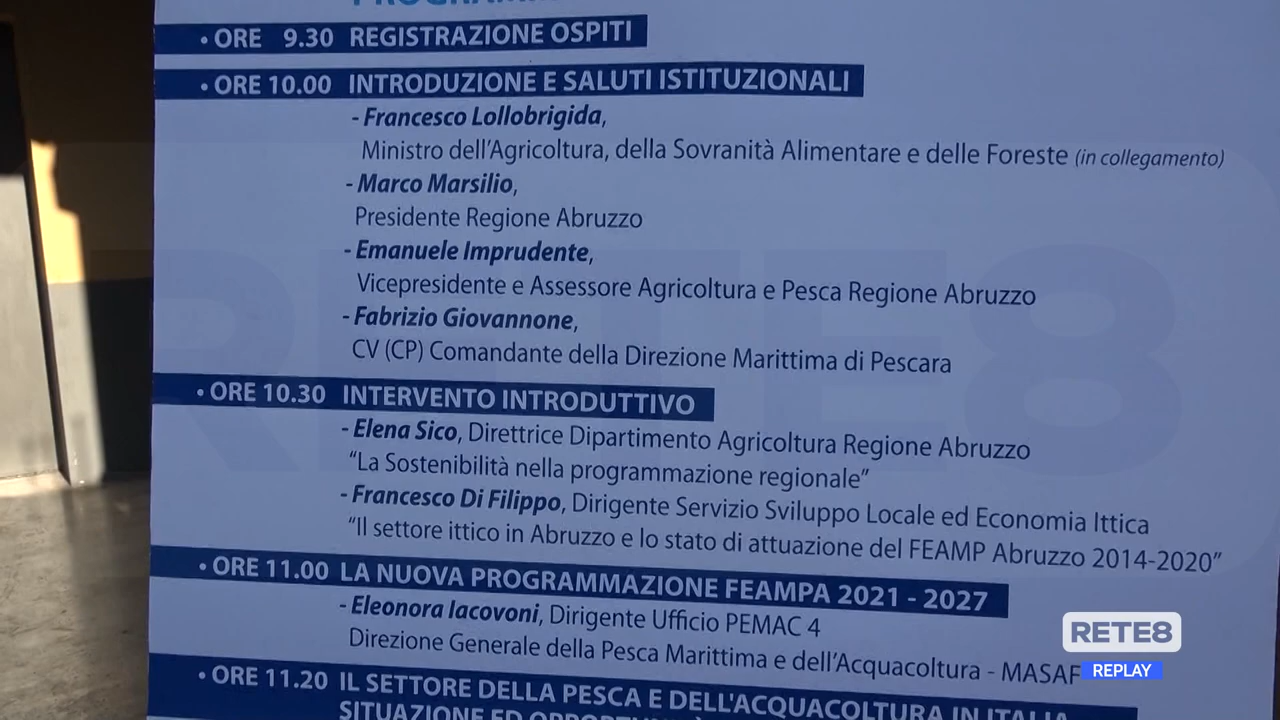 PROGRAMMA
• ORE 9.30 REGISTRAZIONE OSPITI
• ORE 10.00 INTRODUZIONE E SALUTI ISTITUZIONALI
- Francesco Lollobrigida,
Ministro dell'Agricoltura, della Sovranità Alimentare e delle Foreste (in collegamento)
- Marco Marsilio,
Presidente Regione Abruzzo
- Emanuele Imprudente,
Vicepresidente e Assessore Agricoltura e Pesca Regione Abruzzo
- Fabrizio Giovannone,
CV (CP) Comandante della Direzione Marittima di Pescara
• ORE 10.30 INTERVENTO INTRODUTTIVO
- Elena Sico, Direttrice Dipartimento Agricoltura Regione Abruzzo
“La Sostenibilità nella programmazione regionale”
- Francesco Di Filippo, Dirigente Servizio Sviluppo Locale ed Economia Ittica
“Il settore ittico in Abruzzo e lo stato di attuazione del FEAMP Abruzzo 2014-2020”
• ORE 11.00 LA NUOVA PROGRAMMAZIONE FEAMPA 2021 - 2027
- Eleonora Iacovoni, Dirigente Ufficio PEMAC 4
Direzione Generale della Pesca Marittima e dell'Acquacoltura - MASAF
• ORE 11.20 IL SETTORE DELLA PESCA E DELL'ACQUACOLTURA IN ITALIA
SITUAZIONE ED OPPORTUNITÀ
RETE8
RETE8
REPLAY